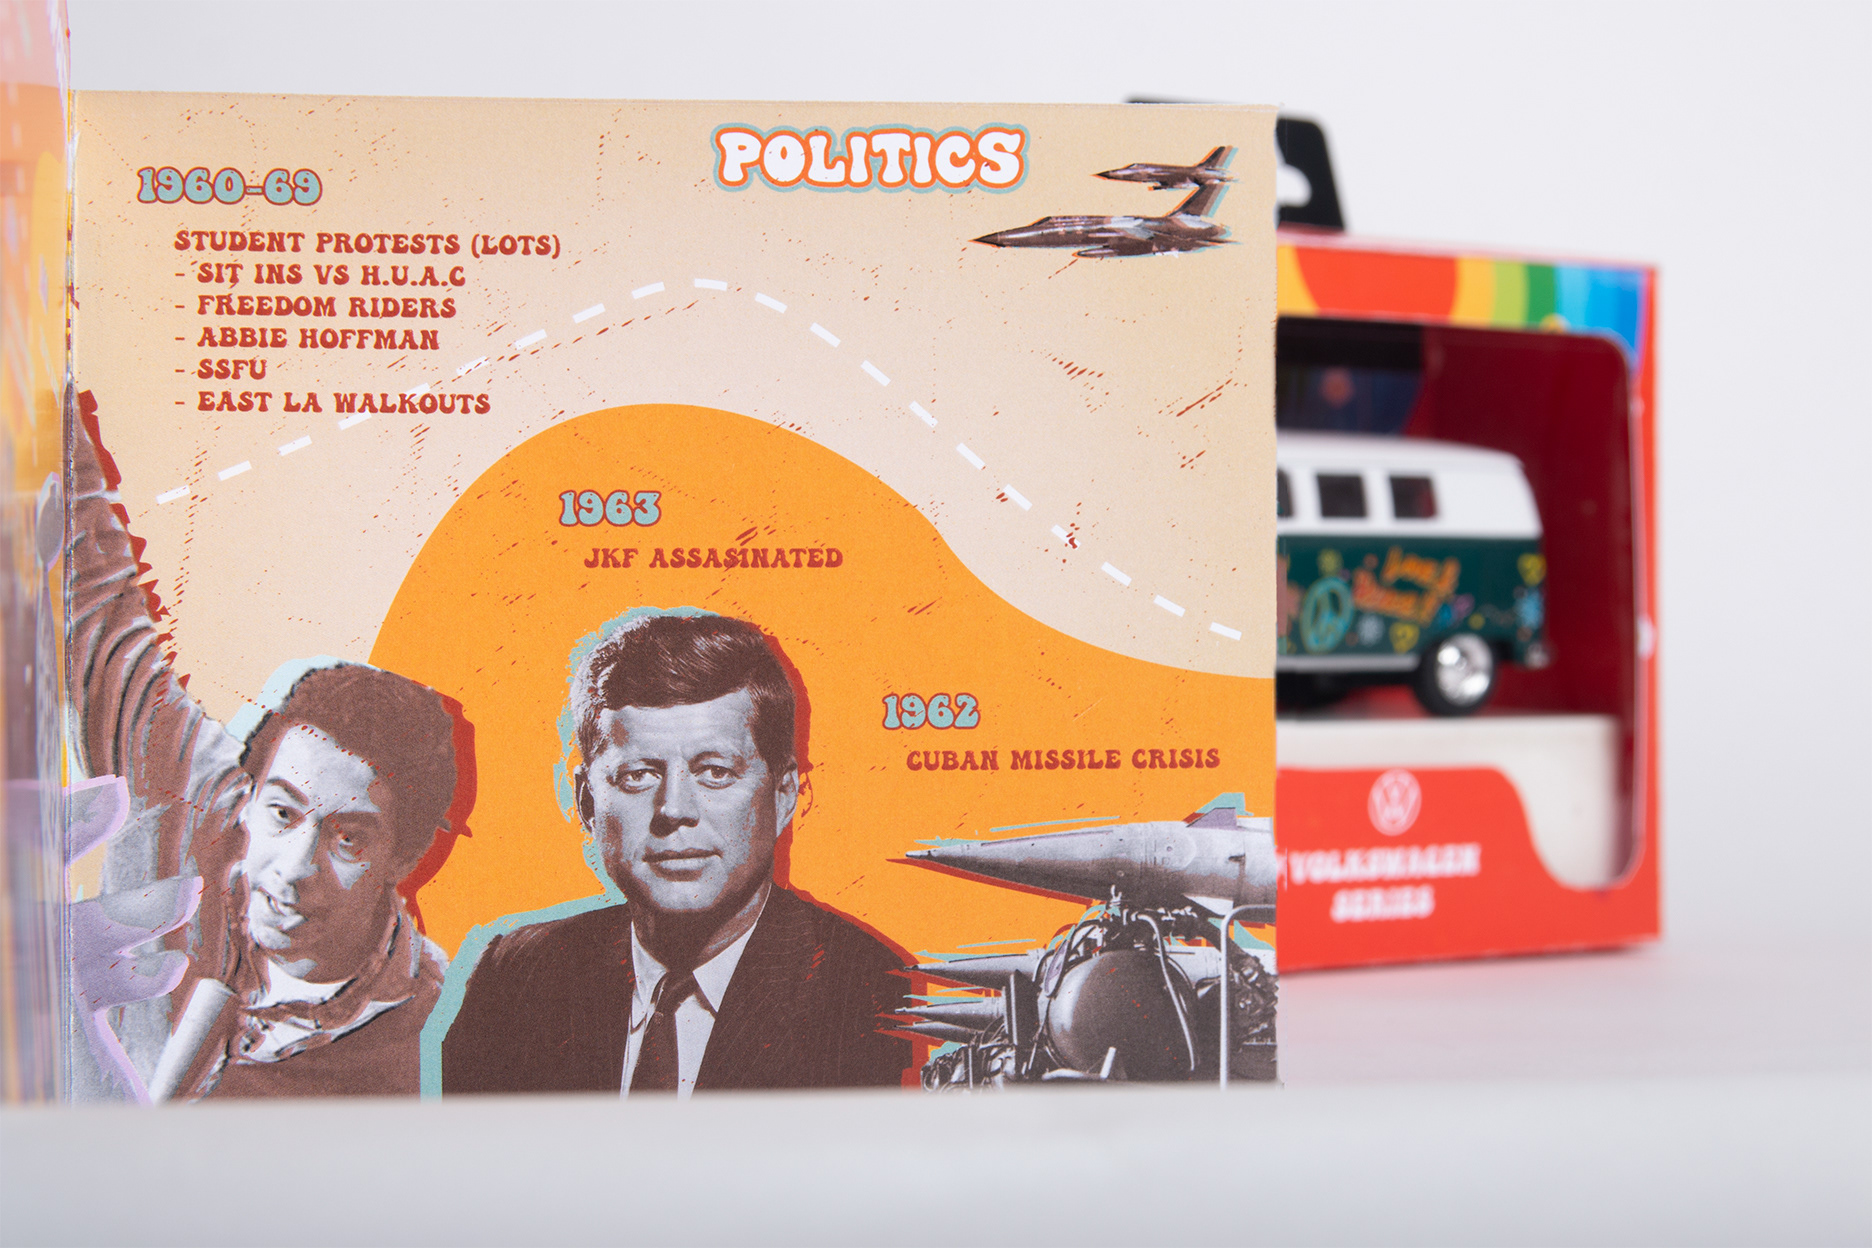 POLITICS
1960-69
STUDENT PROTESTS (LOTS)
- SIT INS VS H.U.A.C
- FREEDOM RIDERS
- ABBIE HOFFMAN
- SSFU
- EAST LA WALKOUTS
1963
JKF ASSASINATED
1962
CUBAN MISSILE CRISIS
VOLKSWAGEN
SERIES